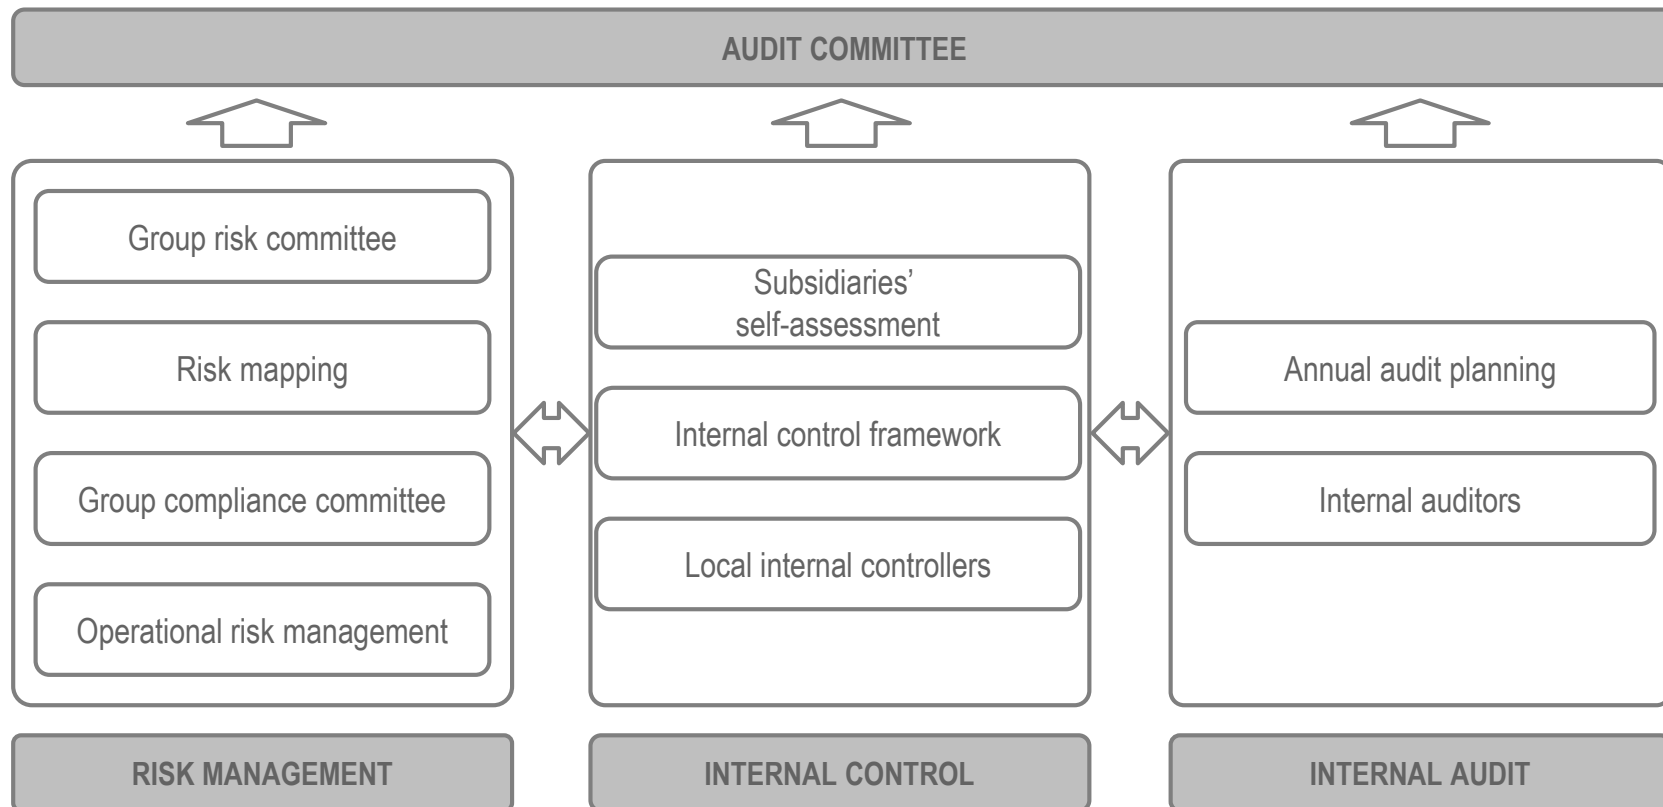 AUDIT COMMITTEE
Group risk committee
Risk mapping
Group compliance committee
Operational risk management
RISK MANAGEMENT
Subsidiaries’
self-assessment
Internal control framework
Local internal controllers
INTERNAL CONTROL
Annual audit planning
Internal auditors
INTERNAL AUDIT